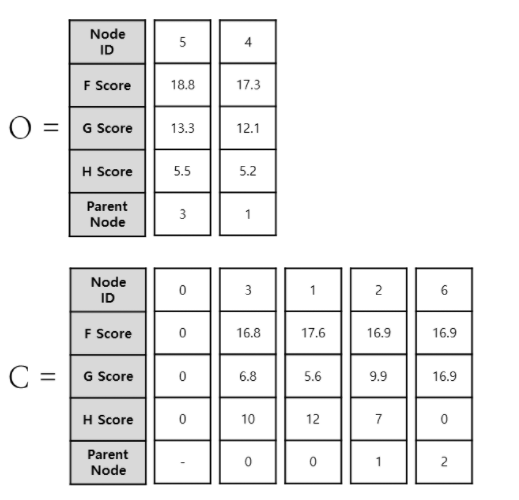 Node ID 5 4
F Score 18.8 17.3
O = G Score 13.3 12.1
H Score 5.5 5.2
Parent Node 3 1
Node ID 0 3 1 2 6
F Score 0 16.8 17.6 16.9 16.9
C = G Score 0 6.8 5.6 9.9 16.9
H Score 0 10 12 7 0
Parent Node - 0 0 1 2